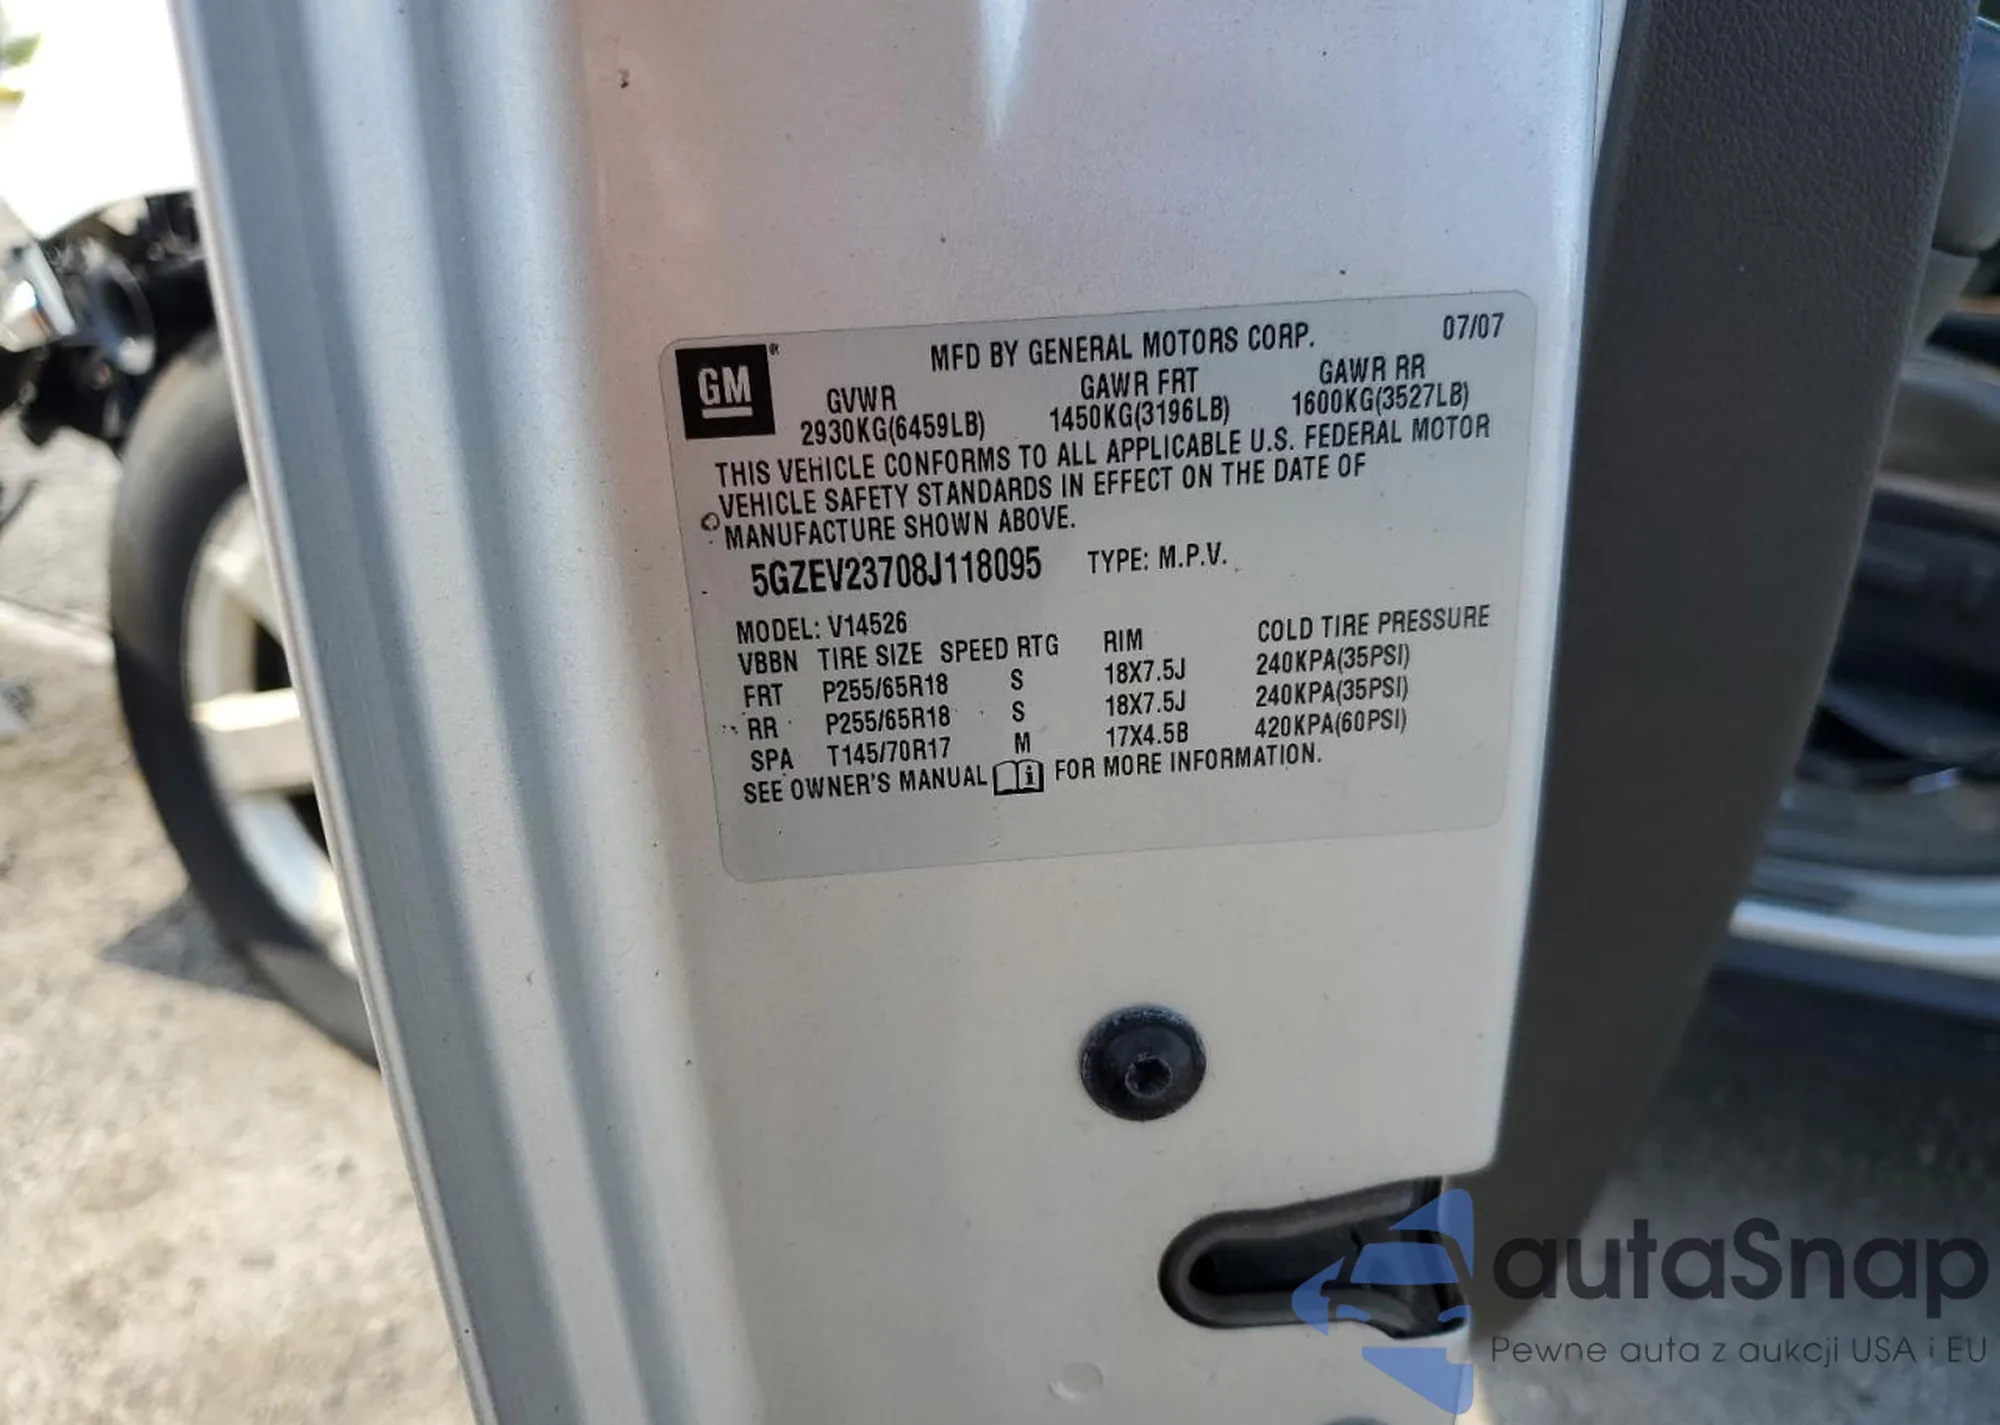 GM
MFD BY GENERAL MOTORS CORP. 07/07
GVWR GAWR FRT GAWR RR
2930KG(6459LB) 1450KG(3196LB) 1600KG(3527LB)
THIS VEHICLE CONFORMS TO ALL APPLICABLE U.S. FEDERAL MOTOR
VEHICLE SAFETY STANDARDS IN EFFECT ON THE DATE OF
MANUFACTURE SHOWN ABOVE.
5GZEV23708J118095 TYPE: M.P.V.
MODEL: V14526
VBBN TIRE SIZE SPEED RTG RIM COLD TIRE PRESSURE
FRT P255/65R18 S 18X7.5J 240KPA(35PSI)
RR P255/65R18 S 18X7.5J 240KPA(35PSI)
SPA T145/70R17 M 17X4.5B 420KPA(60PSI)
SEE OWNER'S MANUAL FOR MORE INFORMATION.
autaSnap
Pewne auta z aukcji USA i EU